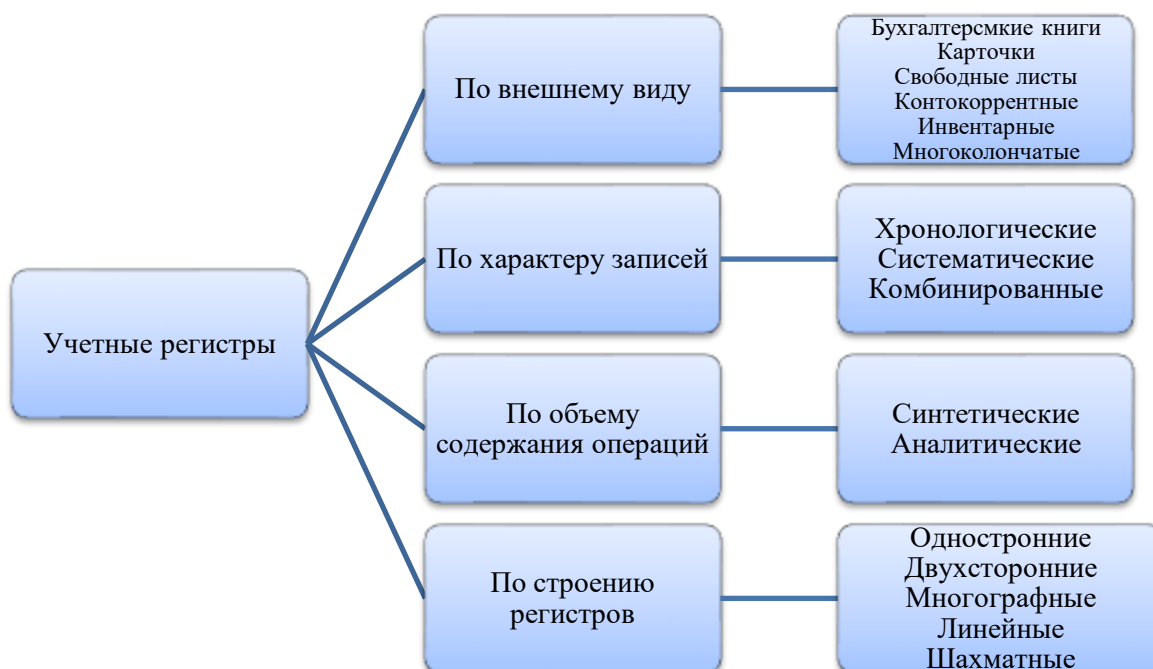 Учетные регистры
По внешнему виду
Бухгалтерсмкие книги
Карточки
Свободные листы
Контокоррентные
Инвентарные
Многоколончатые
По характеру записей
Хронологические
Систематические
Комбинированные
По объему
содержания операций
Синтетические
Аналитические
По строению
регистров
Одностронние
Двухсторонние
Многографные
Линейные
Шахматные